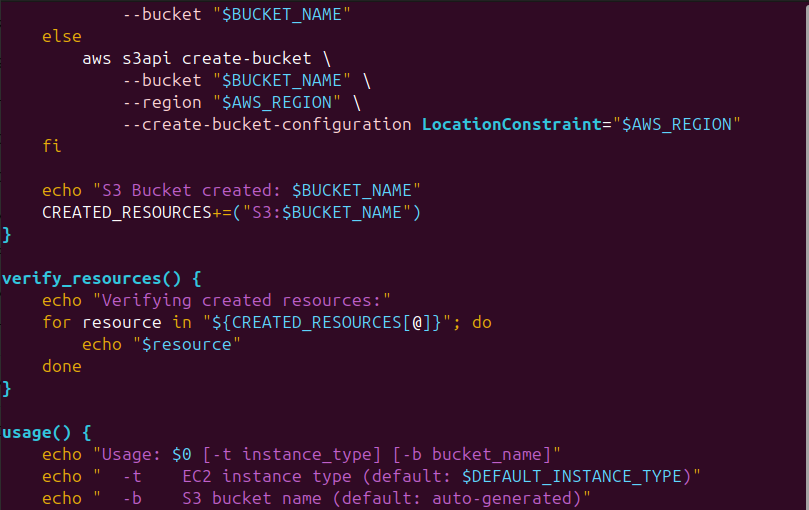 --bucket "$BUCKET_NAME"
    else
        aws s3api create-bucket \
            --bucket "$BUCKET_NAME" \
            --region "$AWS_REGION" \
            --create-bucket-configuration LocationConstraint="$AWS_REGION"
    fi

    echo "S3 Bucket created: $BUCKET_NAME"
    CREATED_RESOURCES+=("S3:$BUCKET_NAME")
}

verify_resources() {
    echo "Verifying created resources:"
    for resource in "${CREATED_RESOURCES[@]}"; do
        echo "$resource"
    done
}

usage() {
    echo "Usage: $0 [-t instance_type] [-b bucket_name]"
    echo "  -t    EC2 instance type (default: $DEFAULT_INSTANCE_TYPE)"
    echo "  -b    S3 bucket name (default: auto-generated)"